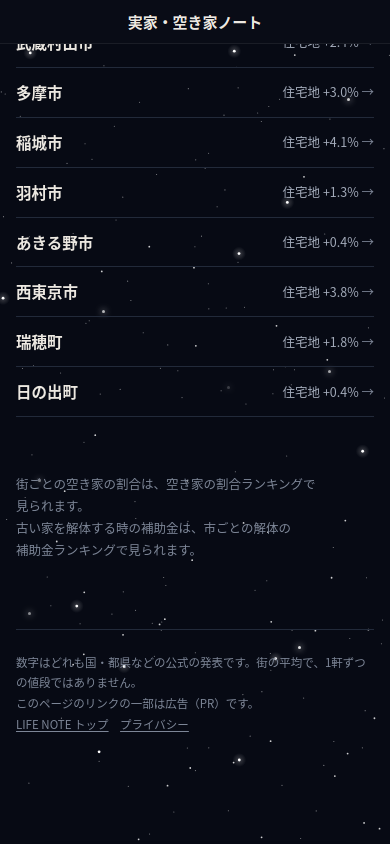 実家・空き家ノート
武蔵村山市 住宅地 +2.4% →
多摩市 住宅地 +3.0% →
稲城市 住宅地 +4.1% →
羽村市 住宅地 +1.3% →
あきる野市 住宅地 +0.4% →
西東京市 住宅地 +3.8% →
瑞穂町 住宅地 +1.8% →
日の出町 住宅地 +0.4% →
街ごとの空き家の割合は、空き家の割合ランキングで
見られます。
古い家を解体する時の補助金は、市ごとの解体の
補助金ランキングで見られます。
数字はどれも国・都県などの公式の発表です。街の平均で、1軒ずつ
の値段ではありません。
このページのリンクの一部は広告（PR）です。
LIFE NOTE トップ プライバシー